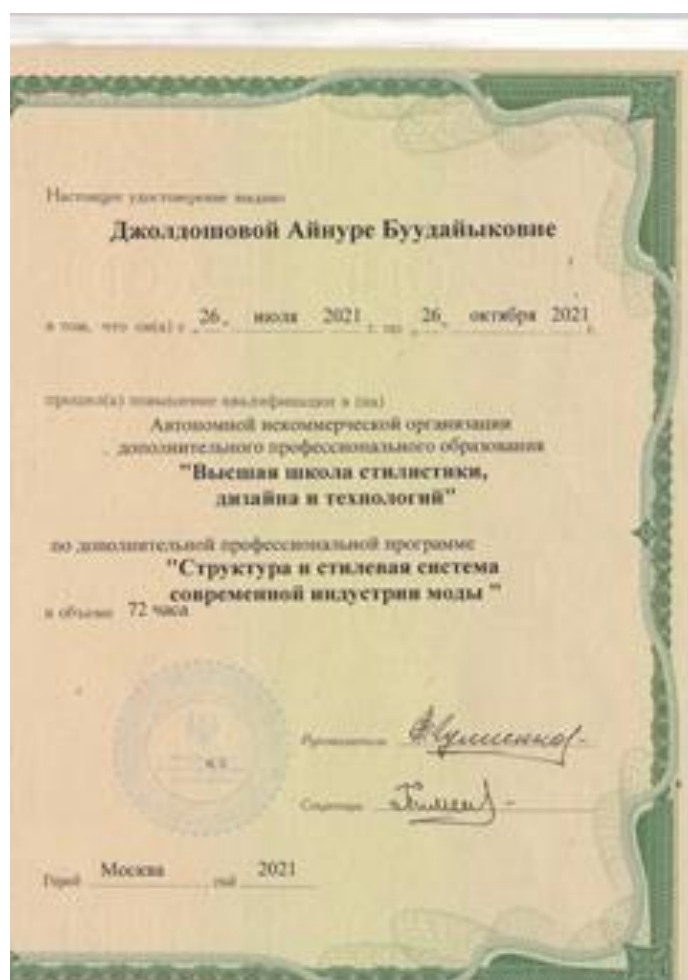 Настоящее удостоверение выдано
Джолдошовой Айнуре Буудайыковне
в том, что он(а) с „ 26 „ июля 2021 г. по „ 26 „ октября 2021 г.
прошел(а) повышение квалификации в (на)
Автономной некоммерческой организации
дополнительного профессионального образования
"Высшая школа стилистики,
дизайна и технологий"
по дополнительной профессиональной программе
"Структура и стилевая система
современной индустрии моды "
в объеме 72 часа
М.П.
Руководитель
Секретарь
Город Москва год 2021